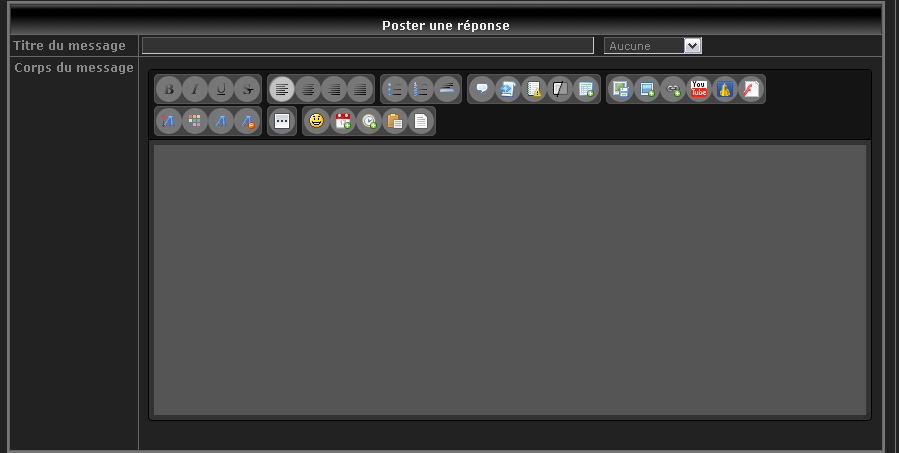 Poster une réponse
Titre du message
Aucune
Corps du message
B I U S
You
Tube